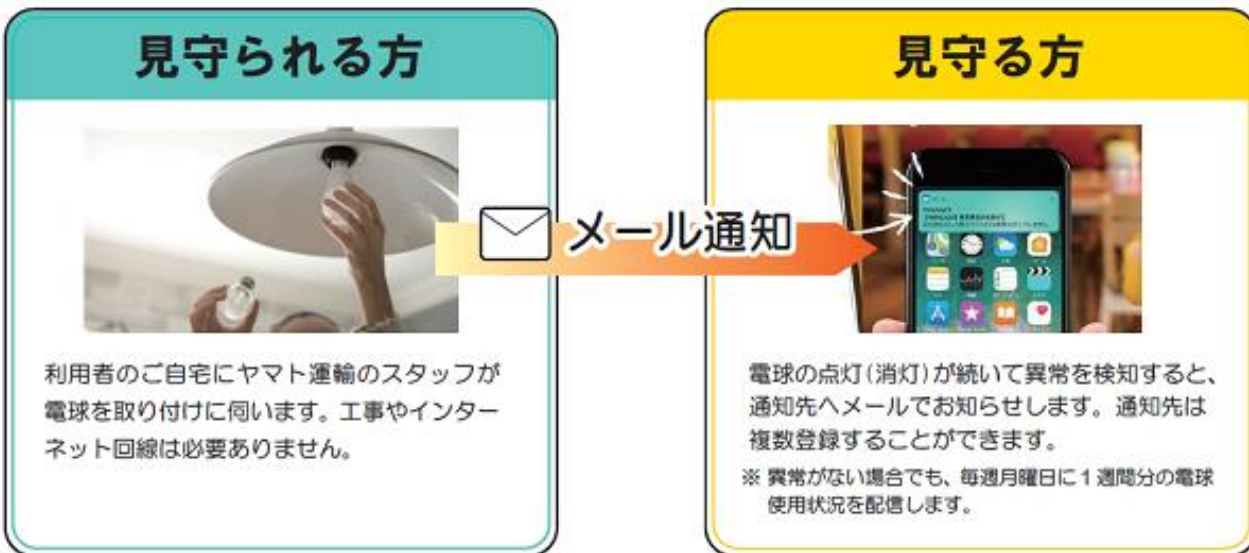 見守られる方
利用者のご自宅にヤマト運輸のスタッフが
電球を取り付けに伺います。工事やインター
ネット回線は必要ありません。
メール通知
見守る方
電球の点灯(消灯)が続いて異常を検知すると、
通知先へメールでお知らせします。通知先は
複数登録することができます。
※ 異常がない場合でも、毎週月曜日に1週間分の電球
使用状況を配信します。